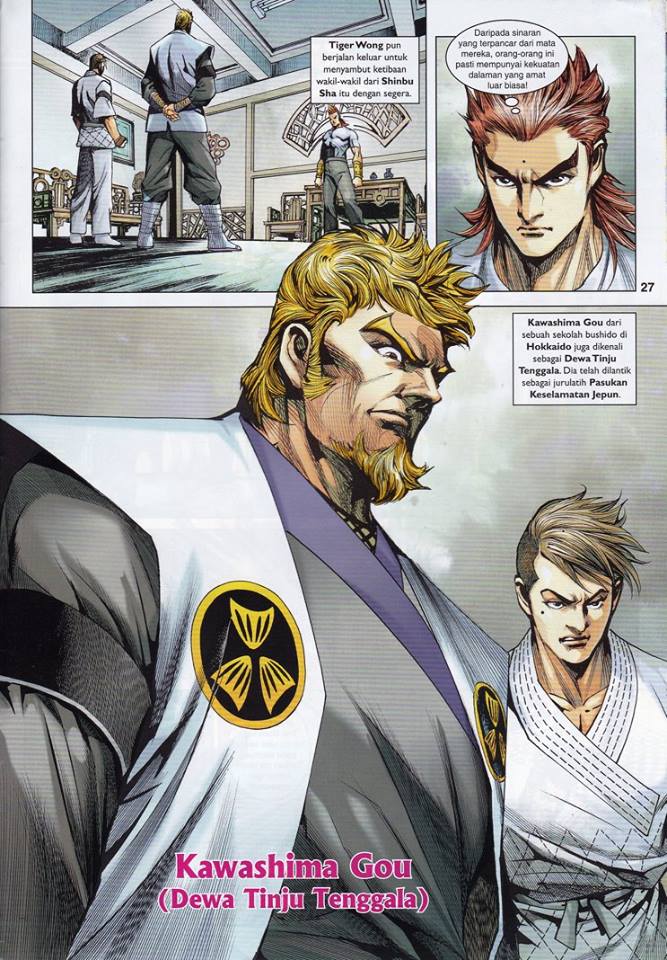 Tiger Wong pun
berjalan keluar untuk
menyambut ketibaan
wakil-wakil dari Shinbu
Sha itu dengan segera.
Daripada sinaran
yang terpancar dari mata
mereka, orang-orang ini
pasti mempunyai kekuatan
dalaman yang amat
luar biasa!
27
Kawashima Gou dari
sebuah sekolah bushido di
Hokkaido juga dikenali
sebagai Dewa Tinju
Tenggala. Dia telah dilantik
sebagai jurulatih Pasukan
Keselamatan Jepun.
Kawashima Gou
(Dewa Tinju Tenggala)